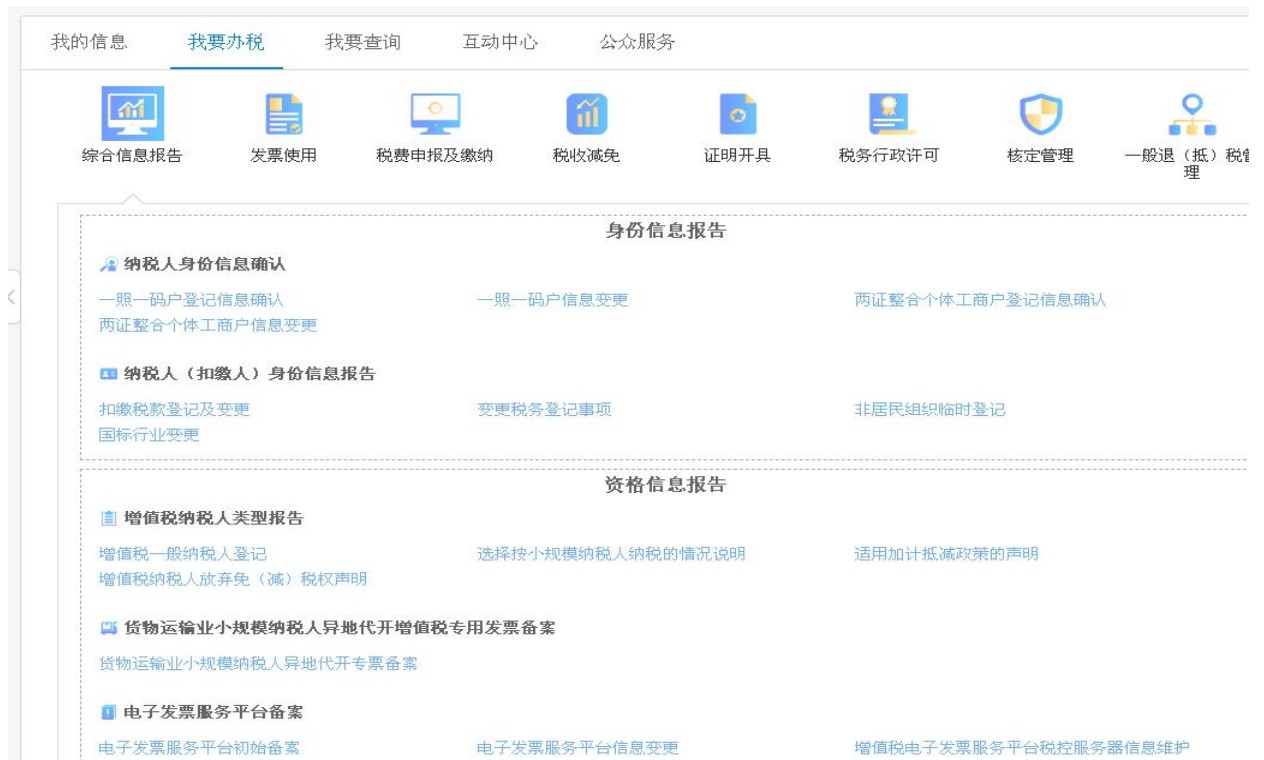 我的信息 我要办税 我要查询 互动中心 公众服务
综合信息报告 发票使用 税费申报及缴纳 税收减免 证明开具 税务行政许可 核定管理 一般退（抵）税管
理
身份信息报告
纳税人身份信息确认
一照一码户登记信息确认 一照一码户信息变更 两证整合个体工商户登记信息确认
两证整合个体工商户信息变更
纳税人（扣缴人）身份信息报告
扣缴税款登记及变更 变更税务登记事项 非居民组织临时登记
国标行业变更
资格信息报告
增值税纳税人类型报告
增值税一般纳税人登记 选择按小规模纳税人纳税的情况说明 适用加计抵减政策的声明
增值税纳税人放弃免（减）税权声明
货物运输业小规模纳税人异地代开增值税专用发票备案
货物运输业小规模纳税人异地代开专票备案
电子发票服务平台备案
电子发票服务平台初始备案 电子发票服务平台信息变更 增值税电子发票服务平台税控服务器信息维护